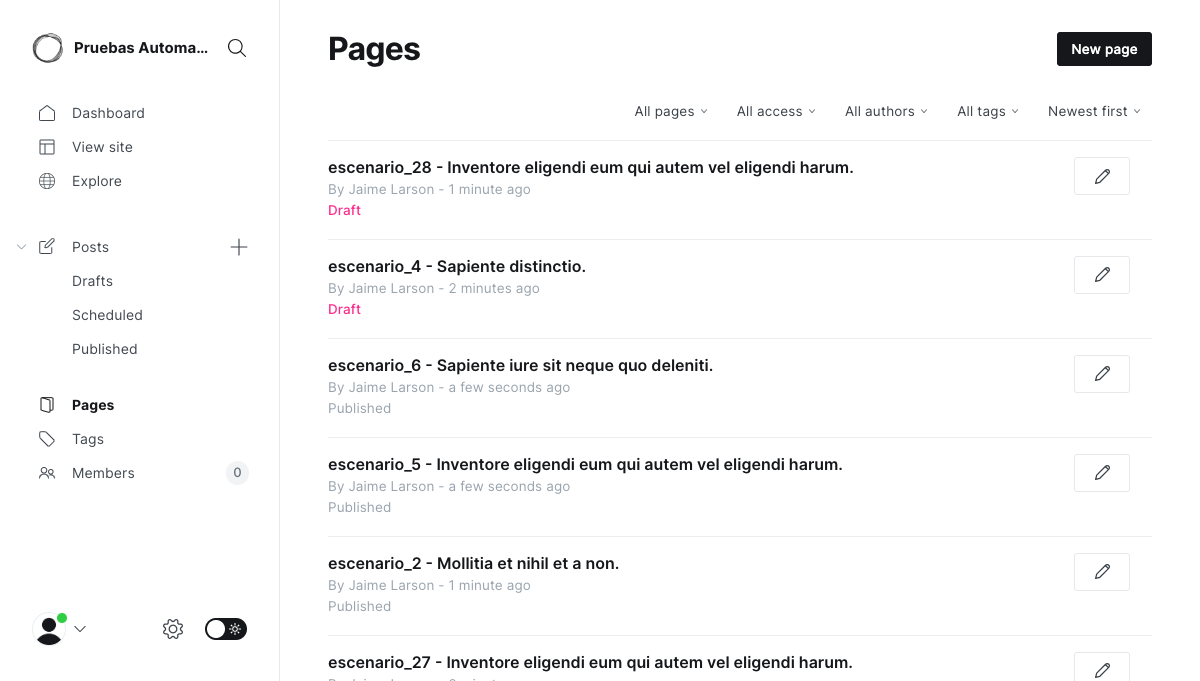 Pruebas Automa...
Dashboard
View site
Explore
Posts
Drafts
Scheduled
Published
Pages
Tags
Members 0
Pages
New page
All pages All access All authors All tags Newest first
escenario_28 - Inventore eligendi eum qui autem vel eligendi harum.
By Jaime Larson - 1 minute ago
Draft
escenario_4 - Sapiente distinctio.
By Jaime Larson - 2 minutes ago
Draft
escenario_6 - Sapiente iure sit neque quo deleniti.
By Jaime Larson - a few seconds ago
Published
escenario_5 - Inventore eligendi eum qui autem vel eligendi harum.
By Jaime Larson - a few seconds ago
Published
escenario_2 - Mollitia et nihil et a non.
By Jaime Larson - 1 minute ago
Published
escenario_27 - Inventore eligendi eum qui autem vel eligendi harum.